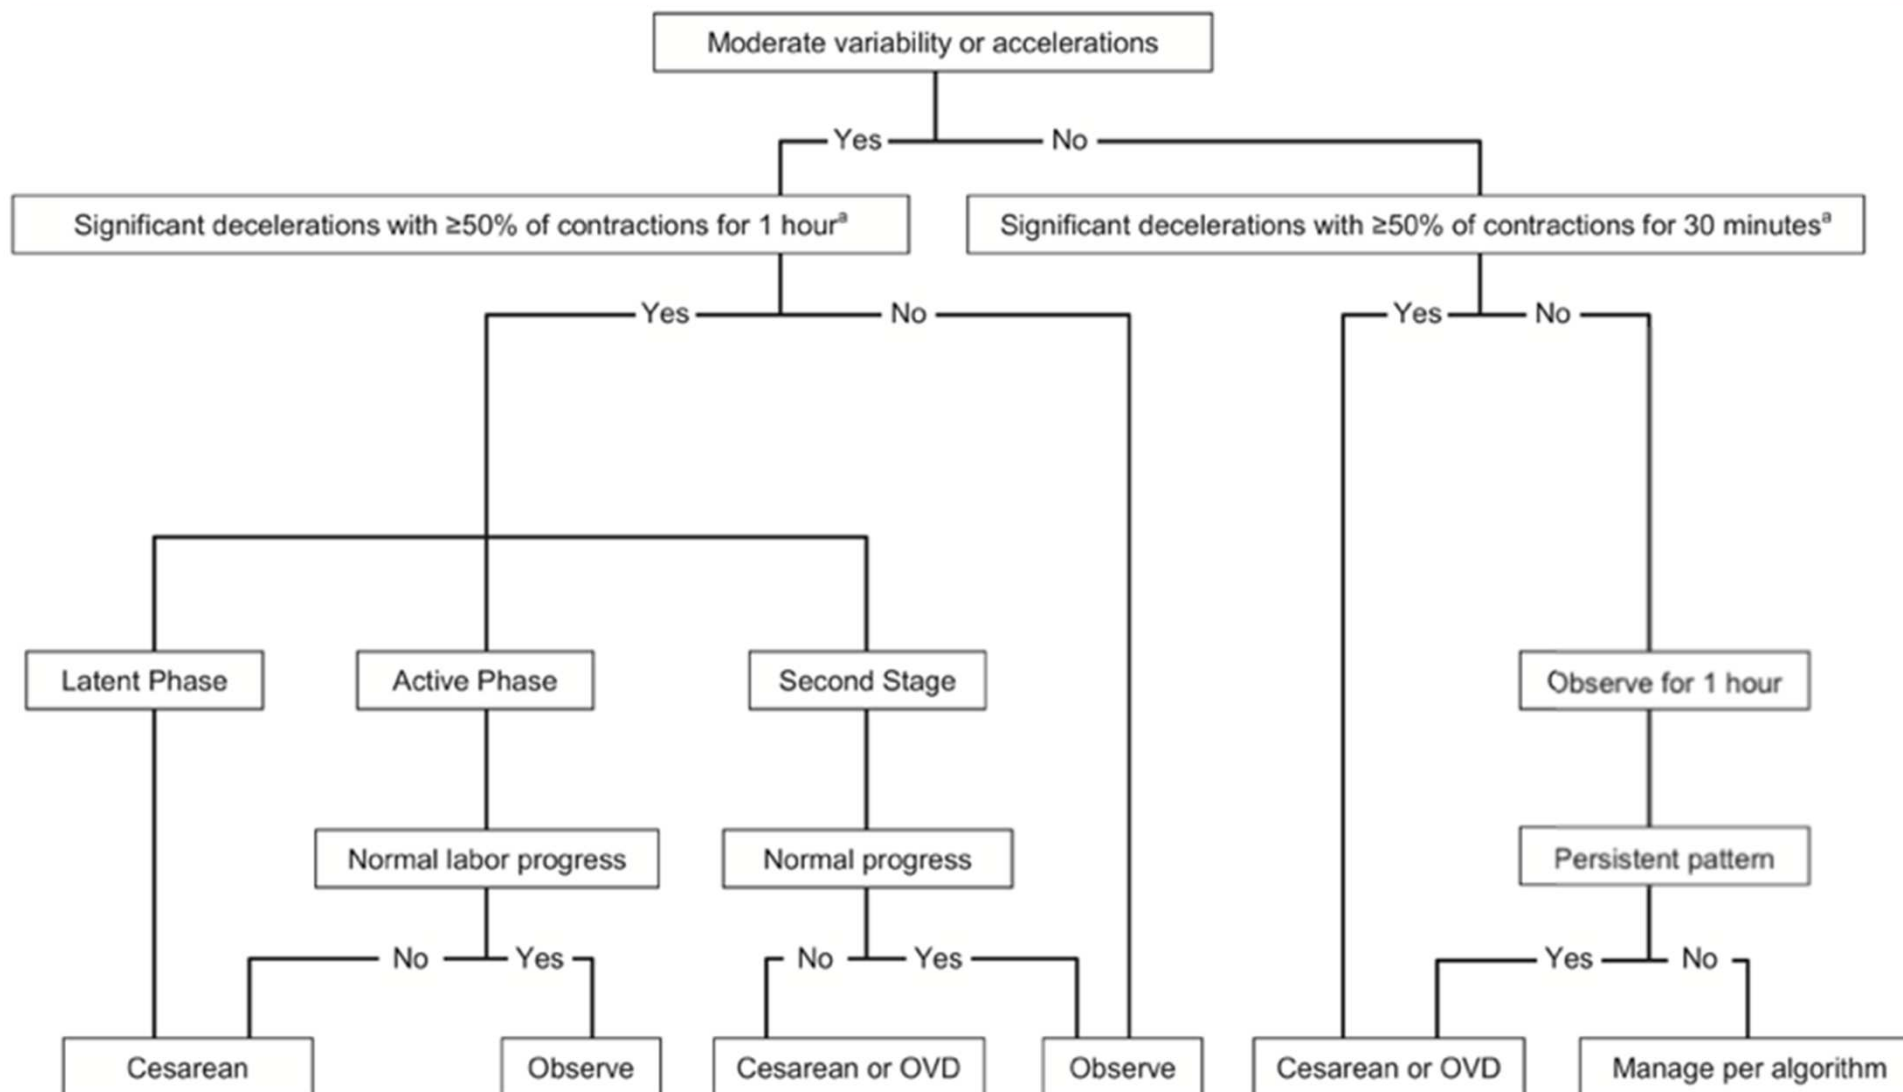 Moderate variability or accelerations
Yes No
Significant decelerations with ≥50% of contractions for 1 hourᵃ
Significant decelerations with ≥50% of contractions for 30 minutesᵃ
Yes No
Yes No
Latent Phase
Active Phase
Second Stage
Observe for 1 hour
Normal labor progress
Normal progress
Persistent pattern
No Yes
No Yes
Yes No
Cesarean
Observe
Cesarean or OVD
Observe
Cesarean or OVD
Manage per algorithm